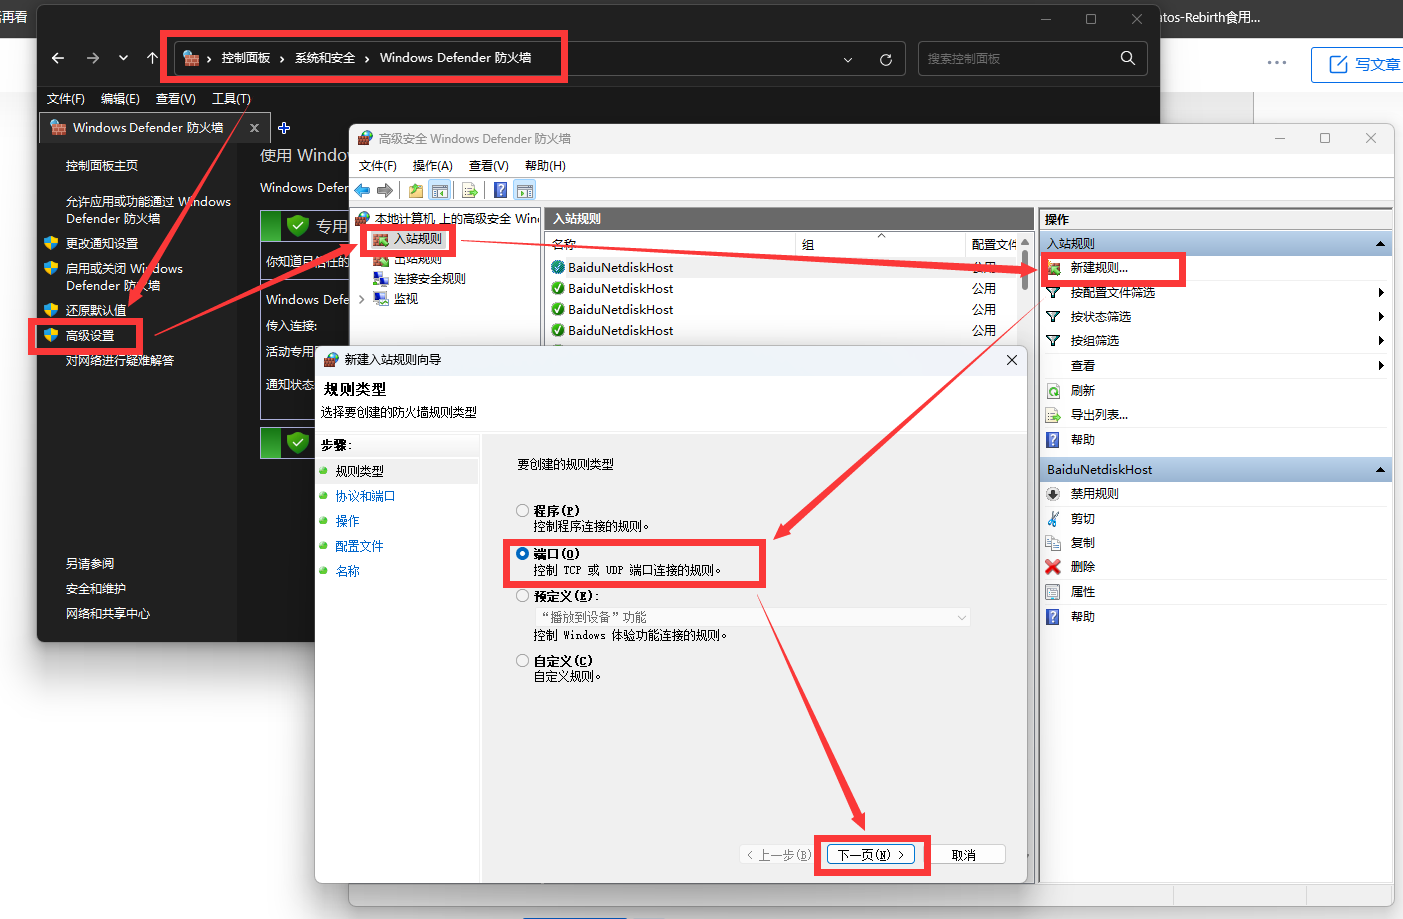 再看
tos-Rebirth食用...
写文章
控制面板 › 系统和安全 › Windows Defender 防火墙
搜索控制面板
文件(F) 编辑(E) 查看(V) 工具(T)
Windows Defender 防火墙
控制面板主页
允许应用或功能通过 Windows
Defender 防火墙
更改通知设置
启用或关闭 Windows
Defender 防火墙
还原默认值
高级设置
对网络进行疑难解答
另请参阅
安全和维护
网络和共享中心
使用 Windo
Windows Defer
专用
你知道且信任的
Windows Defe
传入连接:
活动专用
通知状态
高级安全 Windows Defender 防火墙
文件(F) 操作(A) 查看(V) 帮助(H)
本地计算机 上的高级安全 Wind
入站规则
出站规则
连接安全规则
监视
入站规则
名称 组 配置文件
BaiduNetdiskHost 公用
BaiduNetdiskHost 公用
BaiduNetdiskHost 公用
BaiduNetdiskHost 公用
操作
入站规则
新建规则...
按配置文件筛选
按状态筛选
按组筛选
查看
刷新
导出列表...
帮助
BaiduNetdiskHost
禁用规则
剪切
复制
删除
属性
帮助
新建入站规则向导
规则类型
选择要创建的防火墙规则类型
步骤:
规则类型
协议和端口
操作
配置文件
名称
要创建的规则类型
程序(P)
控制程序连接的规则。
端口(O)
控制 TCP 或 UDP 端口连接的规则。
预定义(E):
“播放到设备”功能
控制 Windows 体验功能连接的规则。
自定义(C)
自定义规则。
< 上一步(B)
下一页(N) >
取消